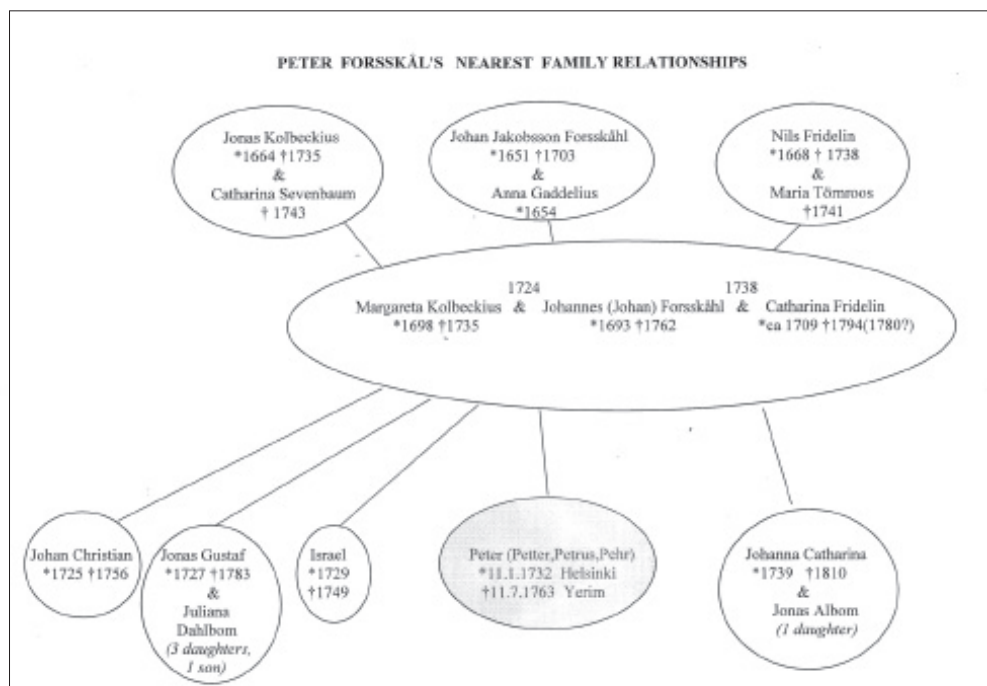 PETER FORSSKÅL'S NEAREST FAMILY RELATIONSHIPS
Jonas Kolbeckius
*1664 †1735
&
Catharina Sevenbaum
† 1743
Johan Jakobsson Forsskåhl
*1651 †1703
&
Anna Gaddelius
*1654
Nils Fridelin
*1668 † 1738
&
Maria Törnroos
†1741
1724 1738
Margareta Kolbeckius & Johannes (Johan) Forsskåhl & Catharina Fridelin
*1698 †1735 *1693 †1762 *ca 1709 †1794(1780?)
Johan Christian
*1725 †1756
Jonas Gustaf
*1727 †1783
&
Juliana
Dahlbom
(3 daughters,
1 son)
Israel
*1729
†1749
Peter (Petter,Petrus,Pehr)
*11.1.1732 Helsinki
†11.7.1763 Yerim
Johanna Catharina
*1739 †1810
&
Jonas Albom
(1 daughter)